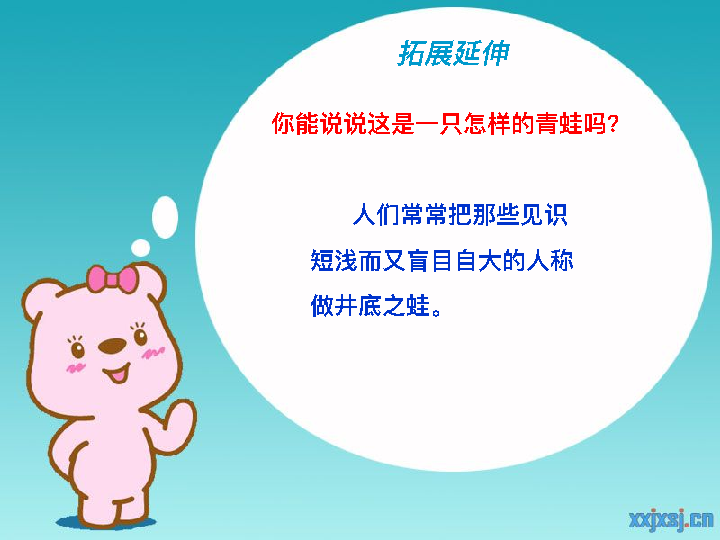 拓展延伸
你能说说这是一只怎样的青蛙吗?
人们常常把那些见识
短浅而又盲目自大的人称
做井底之蛙。
xxjxsj.cn